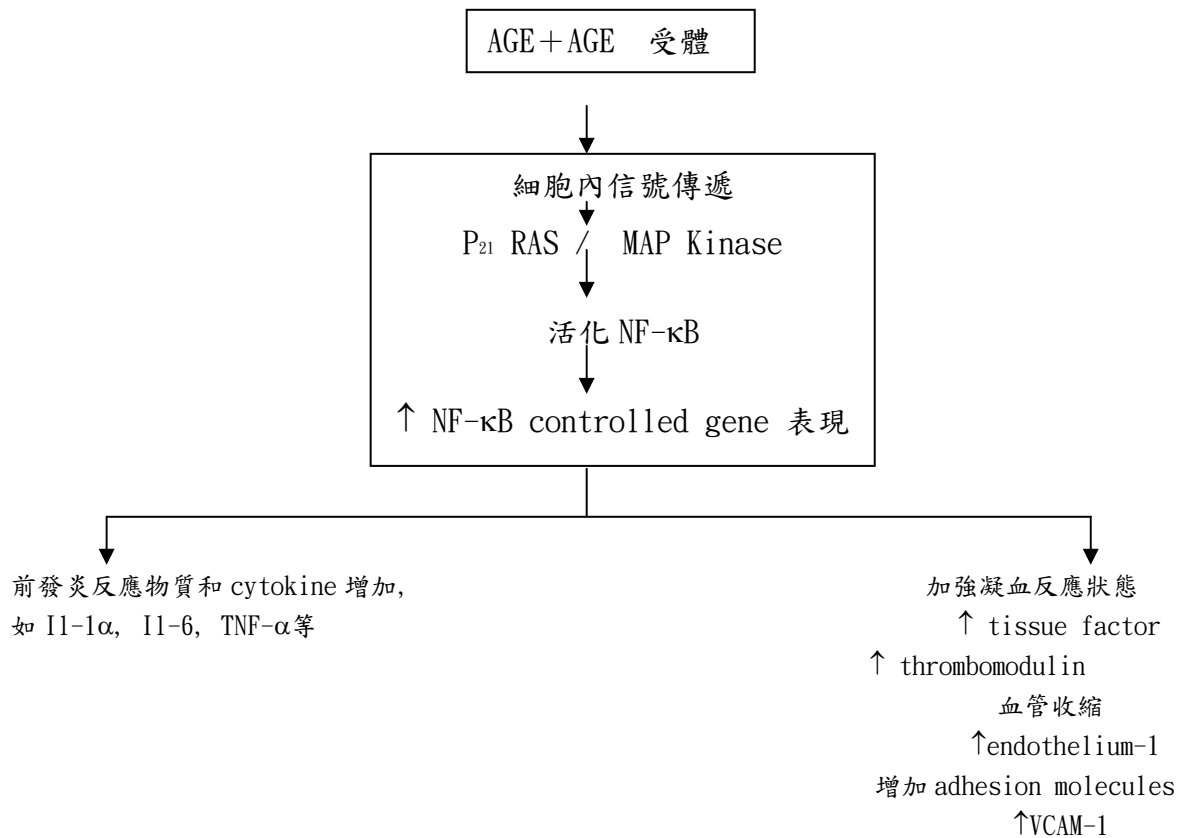 AGE+AGE 受體
細胞內信號傳遞
P21 RAS / MAP Kinase
活化 NF-κB
↑ NF-κB controlled gene 表現
前發炎反應物質和 cytokine 增加,
如 Il-1α, Il-6, TNF-α等
加強凝血反應狀態
↑ tissue factor
↑ thrombomodulin
血管收縮
↑endothelium-1
增加 adhesion molecules
↑VCAM-1